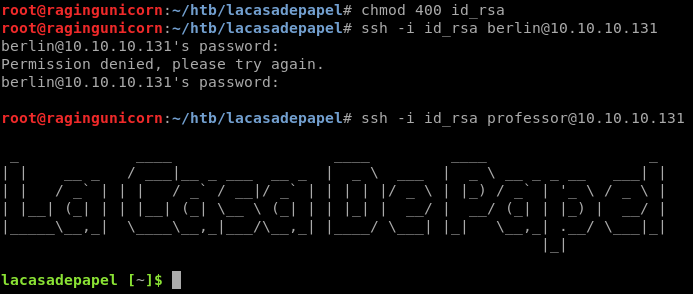 root@ragingunicorn:~/htb/lacasadepapel# chmod 400 id_rsa
root@ragingunicorn:~/htb/lacasadepapel# ssh -i id_rsa berlin@10.10.10.131
berlin@10.10.10.131's password:
Permission denied, please try again.
berlin@10.10.10.131's password:
root@ragingunicorn:~/htb/lacasadepapel# ssh -i id_rsa professor@10.10.10.131
La Casa De Papel
lacasadepapel [~]$